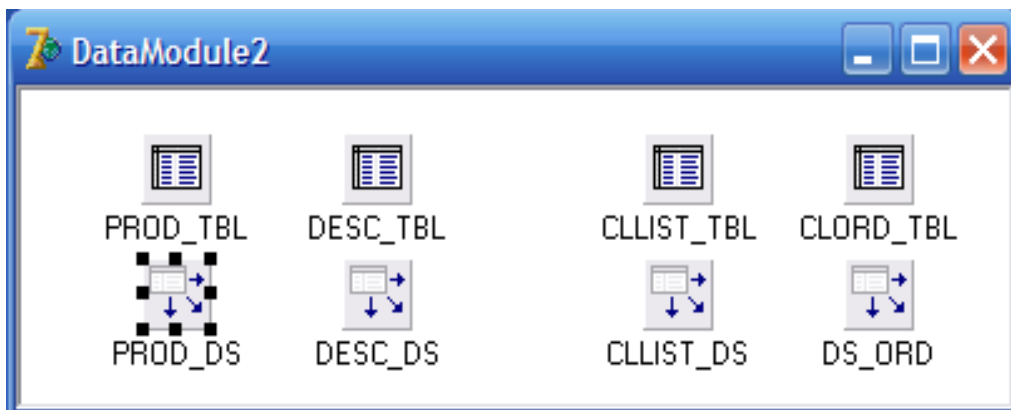 DataModule2
PROD_TBL DESC_TBL CLLIST_TBL CLORD_TBL
PROD_DS DESC_DS CLLIST_DS DS_ORD